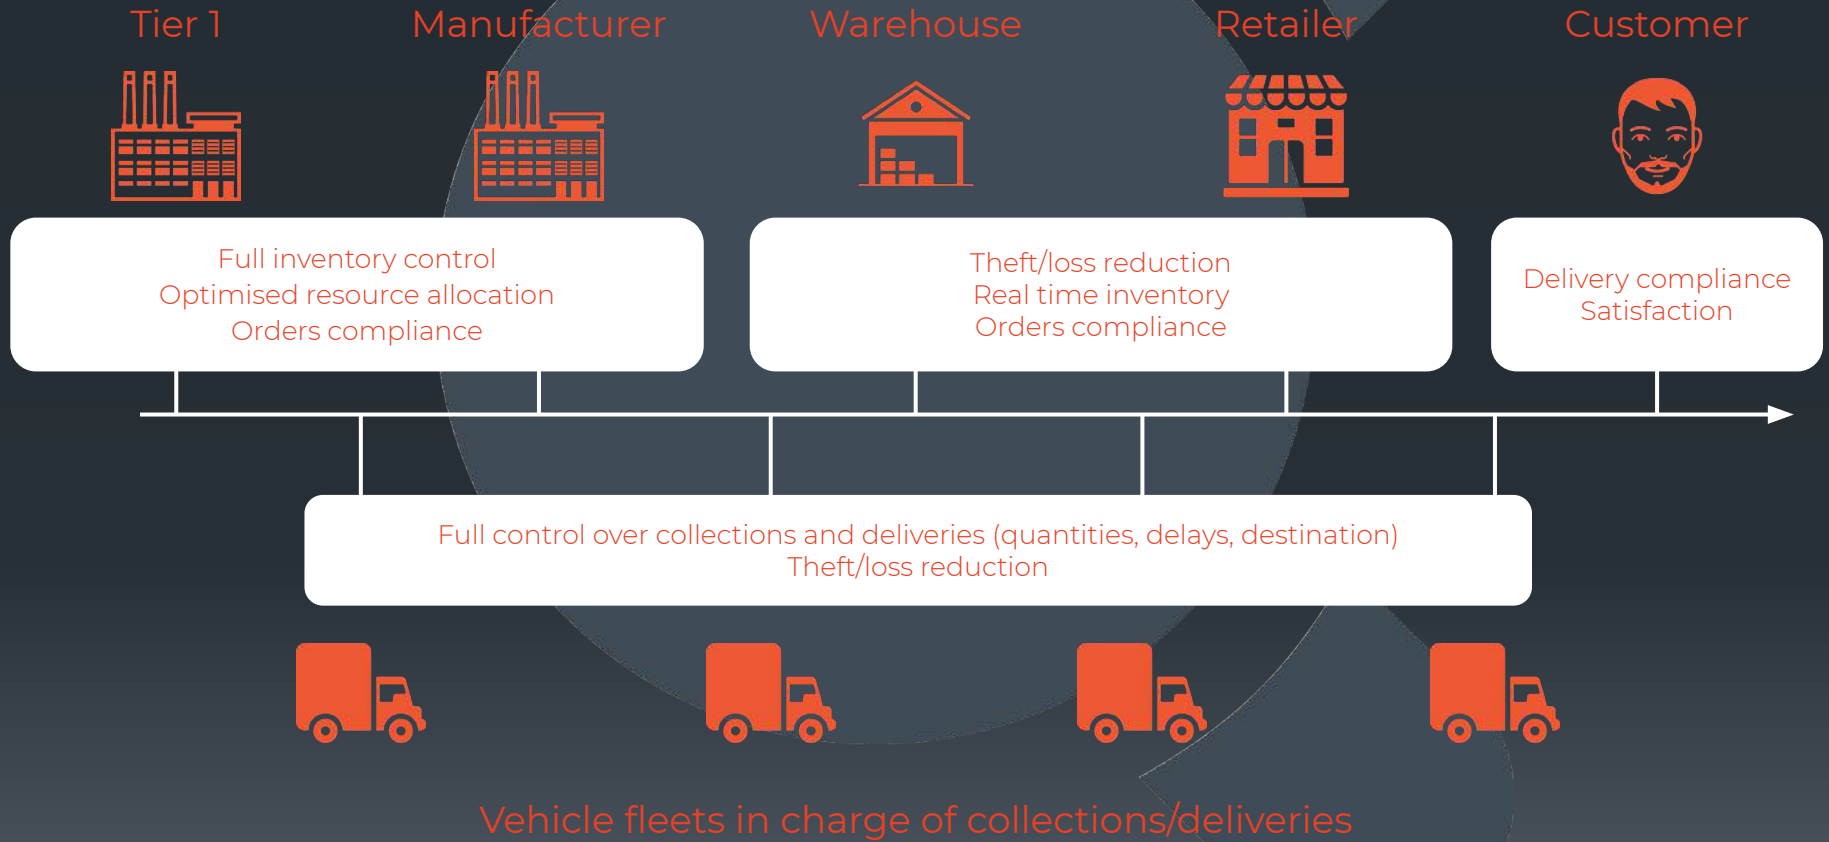 Tier 1
Manufacturer
Warehouse
Retailer
Customer
Full inventory control
Optimised resource allocation
Orders compliance
Theft/loss reduction
Real time inventory
Orders compliance
Delivery compliance
Satisfaction
Full control over collections and deliveries (quantities, delays, destination)
Theft/loss reduction
Vehicle fleets in charge of collections/deliveries